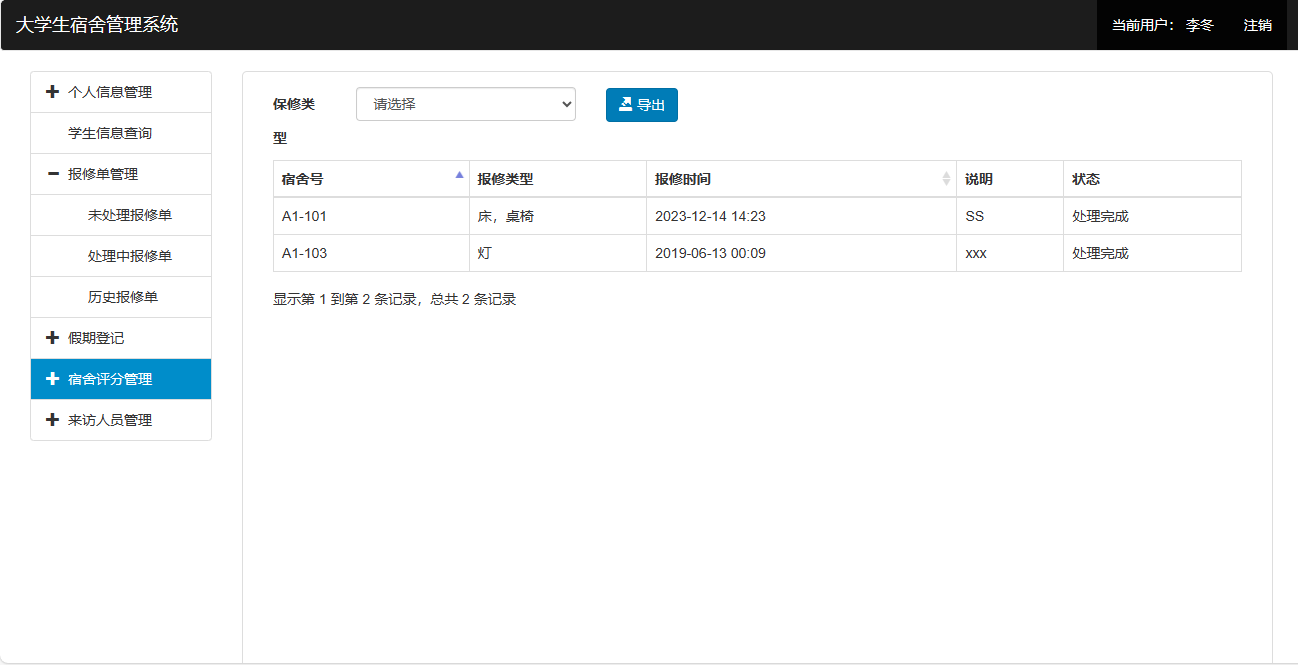 大学生宿舍管理系统
当前用户： 李冬 注销
个人信息管理
学生信息查询
报修单管理
未处理报修单
处理中报修单
历史报修单
假期登记
宿舍评分管理
来访人员管理
保修类
型
请选择
导出
宿舍号 报修类型 报修时间 说明 状态
A1-101 床，桌椅 2023-12-14 14:23 SS 处理完成
A1-103 灯 2019-06-13 00:09 xxx 处理完成
显示第 1 到第 2 条记录，总共 2 条记录